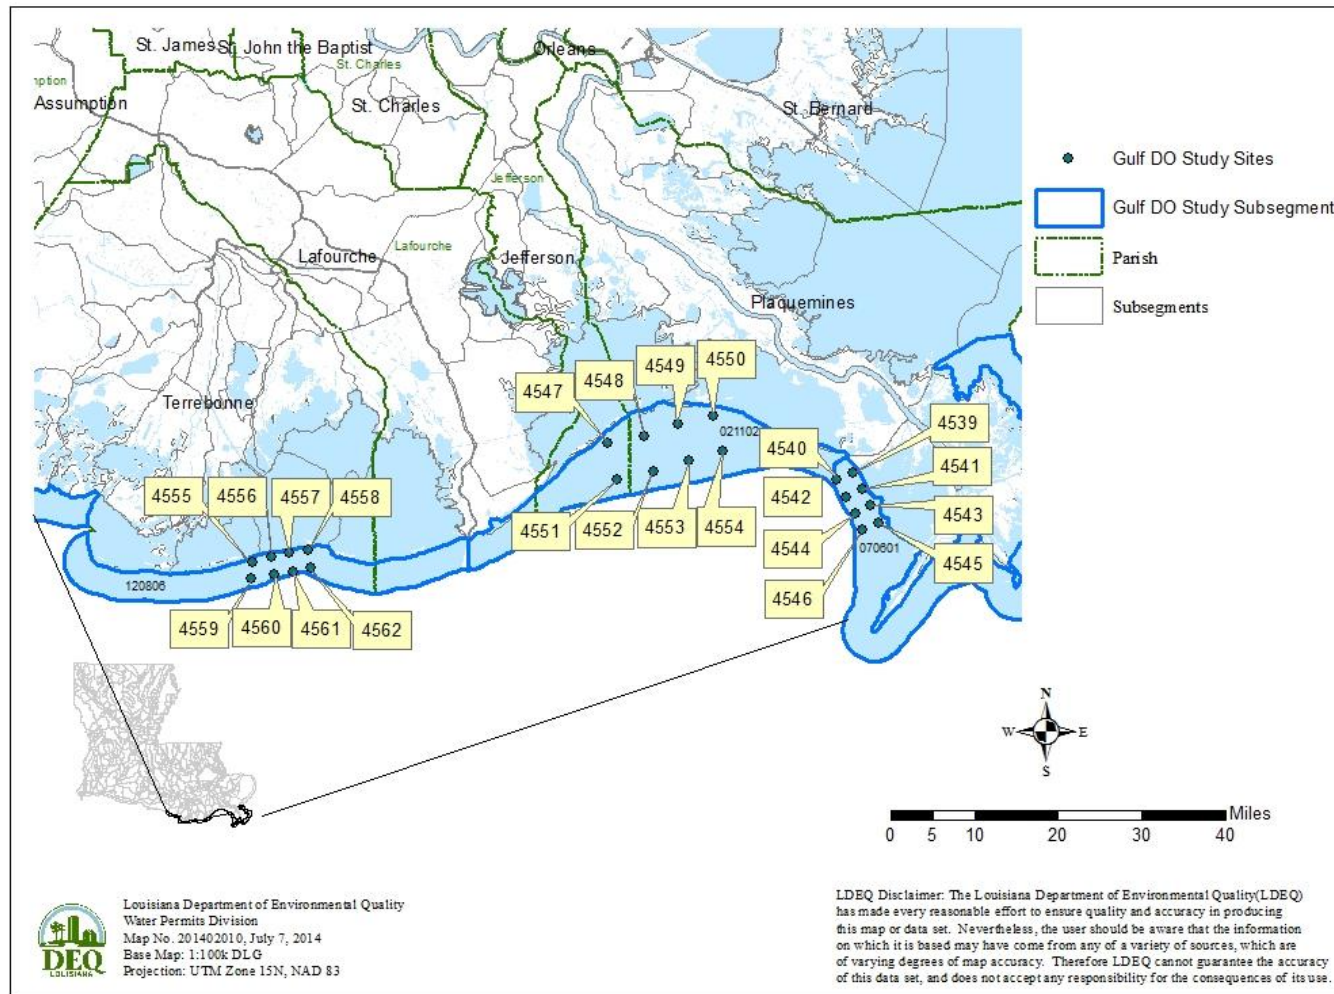 St. James
St. John the Baptist
Orleans
St. Charles
mption
Assumption
St. Charles
St. Bernard
Jefferson
Lafourche
Lafourche
Jefferson
Plaquemines
Terrebonne
Gulf DO Study Sites
Gulf DO Study Subsegment
Parish
Subsegments
4547
4548
4549
4550
021102
4539
4540
4541
4542
4543
4544
4545
4546
070601
4551
4552
4553
4554
4555
4556
4557
4558
120806
4559
4560
4561
4562
N
W
E
S
Miles
0 5 10 20 30 40
DEQ
LOUISIANA
Louisiana Department of Environmental Quality
Water Permits Division
Map No. 201402010, July 7, 2014
Base Map: 1:100k DLG
Projection: UTM Zone 15N, NAD 83
LDEQ Disclaimer: The Louisiana Department of Environmental Quality(LDEQ)
has made every reasonable effort to ensure quality and accuracy in producing
this map or data set. Nevertheless, the user should be aware that the information
on which it is based may have come from any of a variety of sources, which are
of varying degrees of map accuracy. Therefore LDEQ cannot guarantee the accuracy
of this data set, and does not accept any responsibility for the consequences of its use.